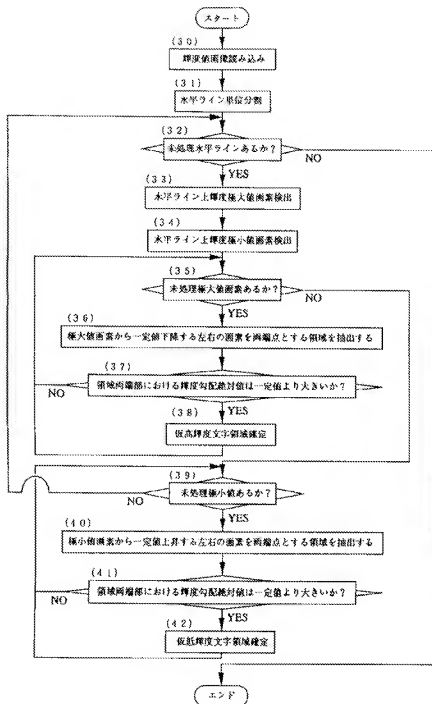 スタート
(30)
輝度値画像読み込み
(31)
水平ライン単位分割
(32)
未処理水平ラインあるか?
NO
YES
(33)
水平ライン上輝度極大値画素検出
(34)
水平ライン上輝度極小値画素検出
(35)
未処理極大値画素あるか?
NO
YES
(36)
極大値画素から一定値下降する左右の画素を両端点とする領域を抽出する
(37)
領域両端部における輝度勾配絶対値は一定値より大きいか?
NO
YES
(38)
仮高輝度文字領域確定
(39)
未処理極小値あるか?
NO
YES
(40)
極小値画素から一定値上昇する左右の画素を両端点とする領域を抽出する
(41)
領域両端部における輝度勾配絶対値は一定値より大きいか?
NO
YES
(42)
仮低輝度文字領域確定
エンド